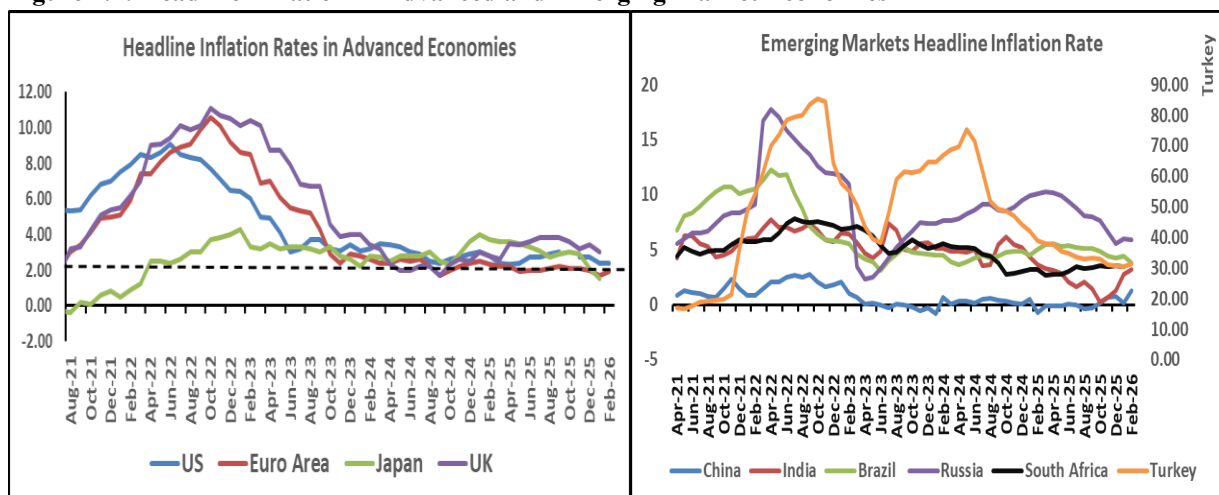 Figure Headline Inflation in Advanced and Emerging Market Economies
Headline Inflation Rates in Advanced Economies
12.00
10.00
8.00
6.00
4.00
2.00
0.00
-2.00
Aug-21
Oct-21
Dec-21
Feb-22
Apr-22
Jun-22
Aug-22
Oct-22
Dec-22
Feb-23
Apr-23
Jun-23
Aug-23
Oct-23
Dec-23
Feb-24
Apr-24
Jun-24
Aug-24
Oct-24
Dec-24
Feb-25
Apr-25
Jun-25
Aug-25
Oct-25
Dec-25
Feb-26
US Euro Area Japan UK
Emerging Markets Headline Inflation Rate
20
15
10
5
0
-5
Turkey
90.00
80.00
70.00
60.00
50.00
40.00
30.00
20.00
10.00
0.00
Apr-21
Jun-21
Aug-21
Oct-21
Dec-21
Feb-22
Apr-22
Jun-22
Aug-22
Oct-22
Dec-22
Feb-23
Apr-23
Jun-23
Aug-23
Oct-23
Dec-23
Feb-24
Apr-24
Jun-24
Aug-24
Oct-24
Dec-24
Feb-25
Apr-25
Jun-25
Aug-25
Oct-25
Dec-25
Feb-26
China India Brazil Russia South Africa Turkey